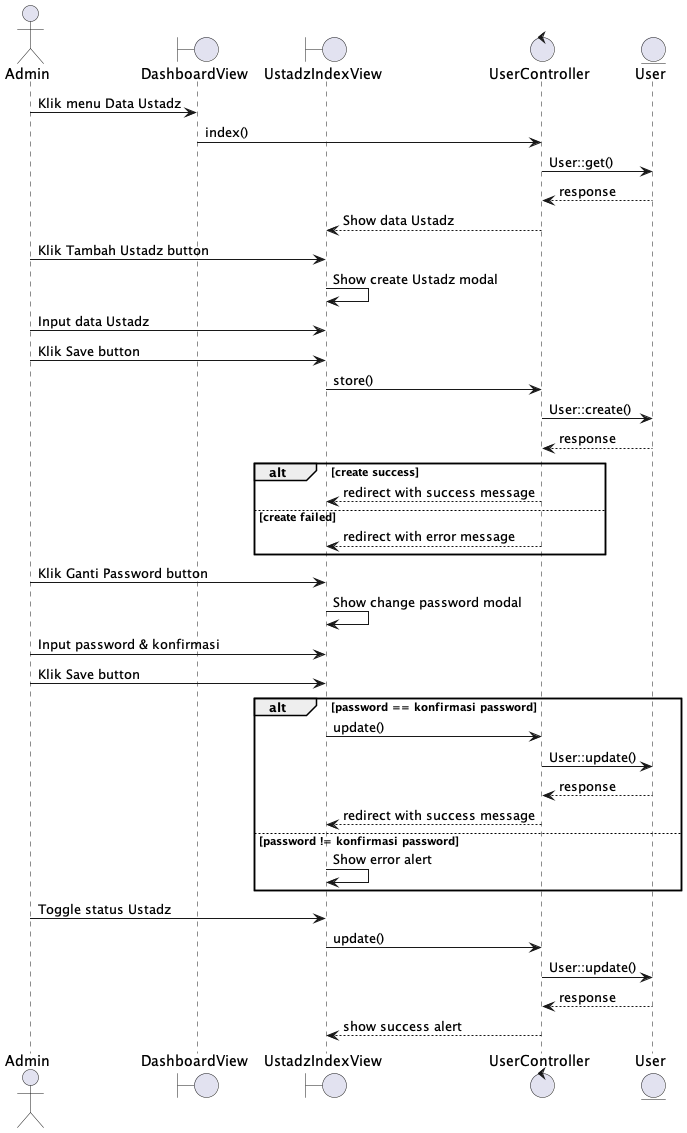 Admin
DashboardView
UstadzIndexView
UserController
User
Klik menu Data Ustadz
index()
User::get()
response
Show data Ustadz
Klik Tambah Ustadz button
Show create Ustadz modal
Input data Ustadz
Klik Save button
store()
User::create()
response
alt [create success]
redirect with success message
[create failed]
redirect with error message
Klik Ganti Password button
Show change password modal
Input password & konfirmasi
Klik Save button
alt [password == konfirmasi password]
update()
User::update()
response
redirect with success message
[password != konfirmasi password]
Show error alert
Toggle status Ustadz
update()
User::update()
response
show success alert
Admin
DashboardView
UstadzIndexView
UserController
User